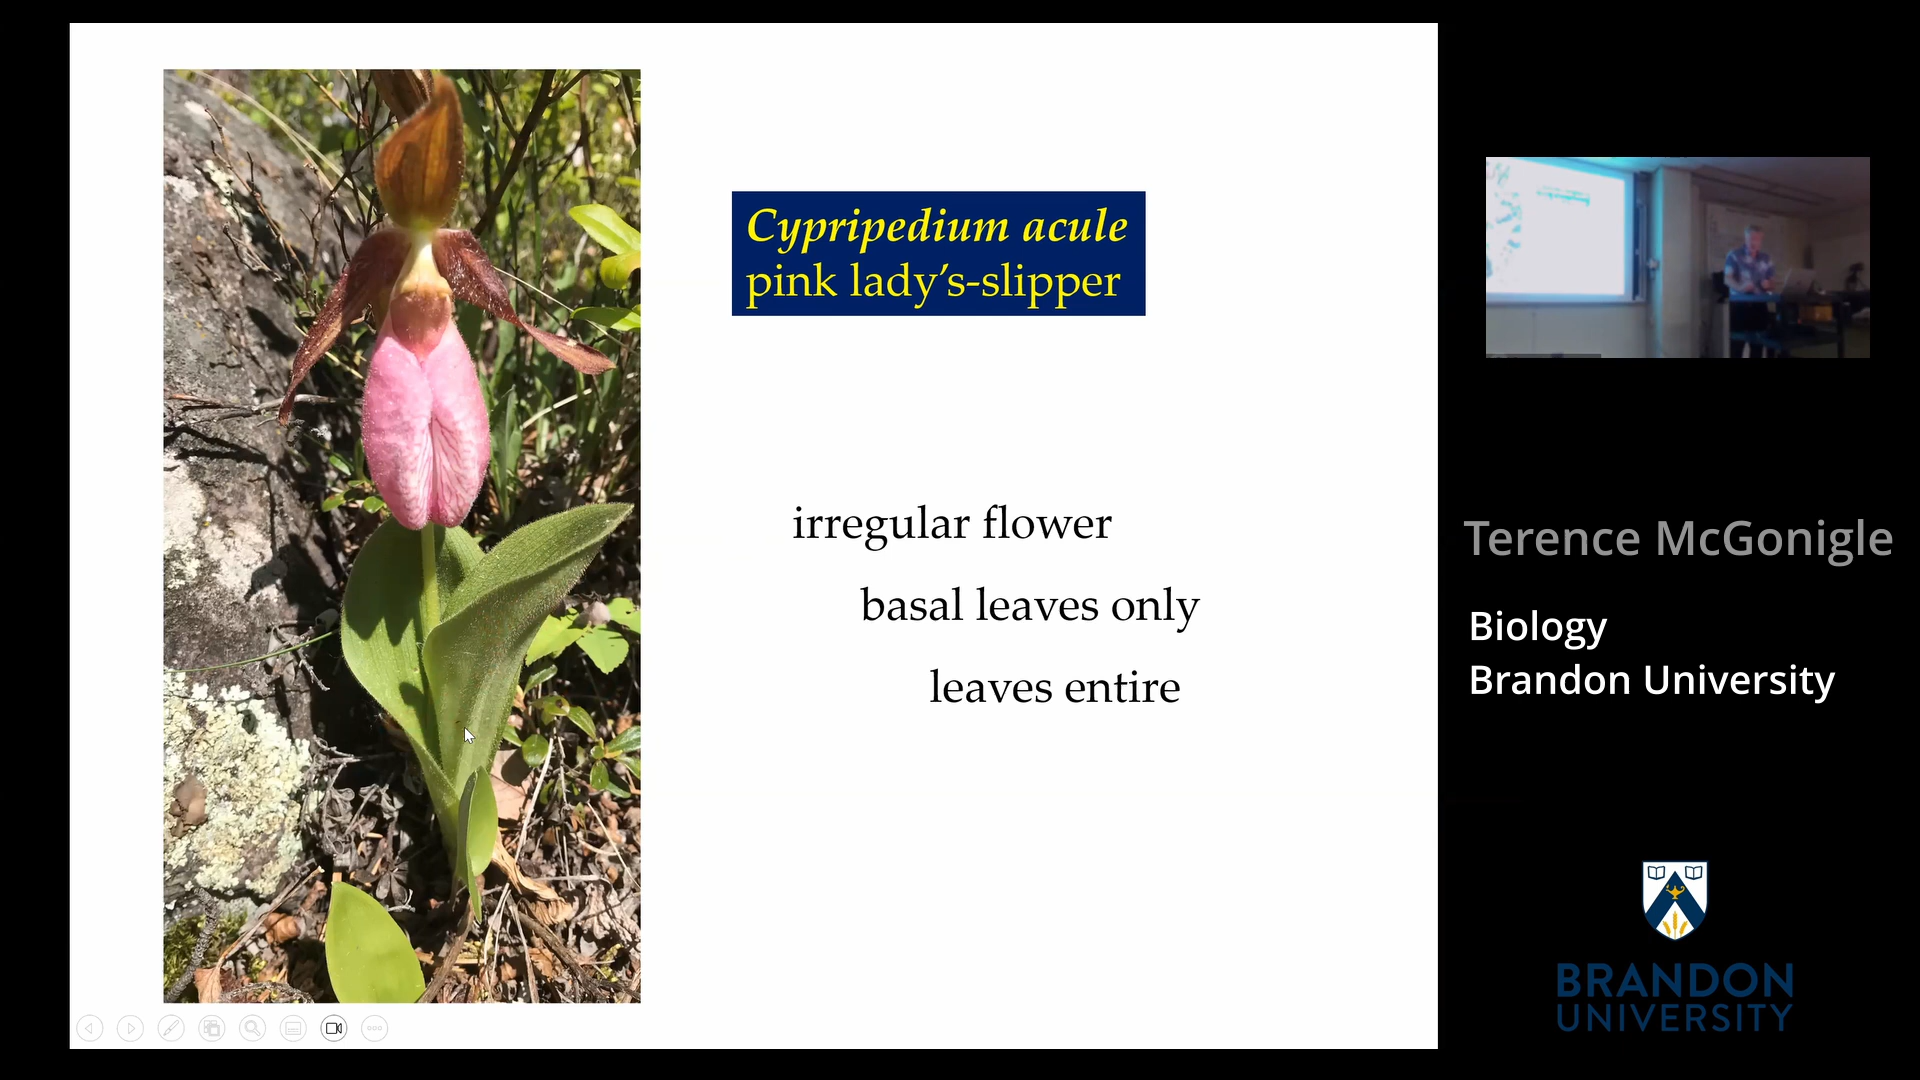 Cypripedium acule
pink lady’s-slipper
irregular flower
basal leaves only
leaves entire
Terence McGonigle
Biology
Brandon University
BRANDON
UNIVERSITY